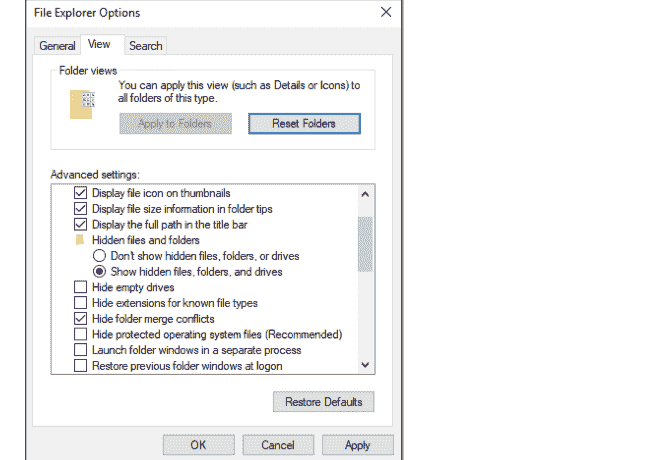 File Explorer Options
General View Search
Folder views
You can apply this view (such as Details or Icons) to
all folders of this type.
Apply to Folders Reset Folders
Advanced settings:
Display file icon on thumbnails
Display file size information in folder tips
Display the full path in the title bar
Hidden files and folders
Don't show hidden files, folders, or drives
Show hidden files, folders, and drives
Hide empty drives
Hide extensions for known file types
Hide folder merge conflicts
Hide protected operating system files (Recommended)
Launch folder windows in a separate process
Restore previous folder windows at logon
Restore Defaults
OK Cancel Apply